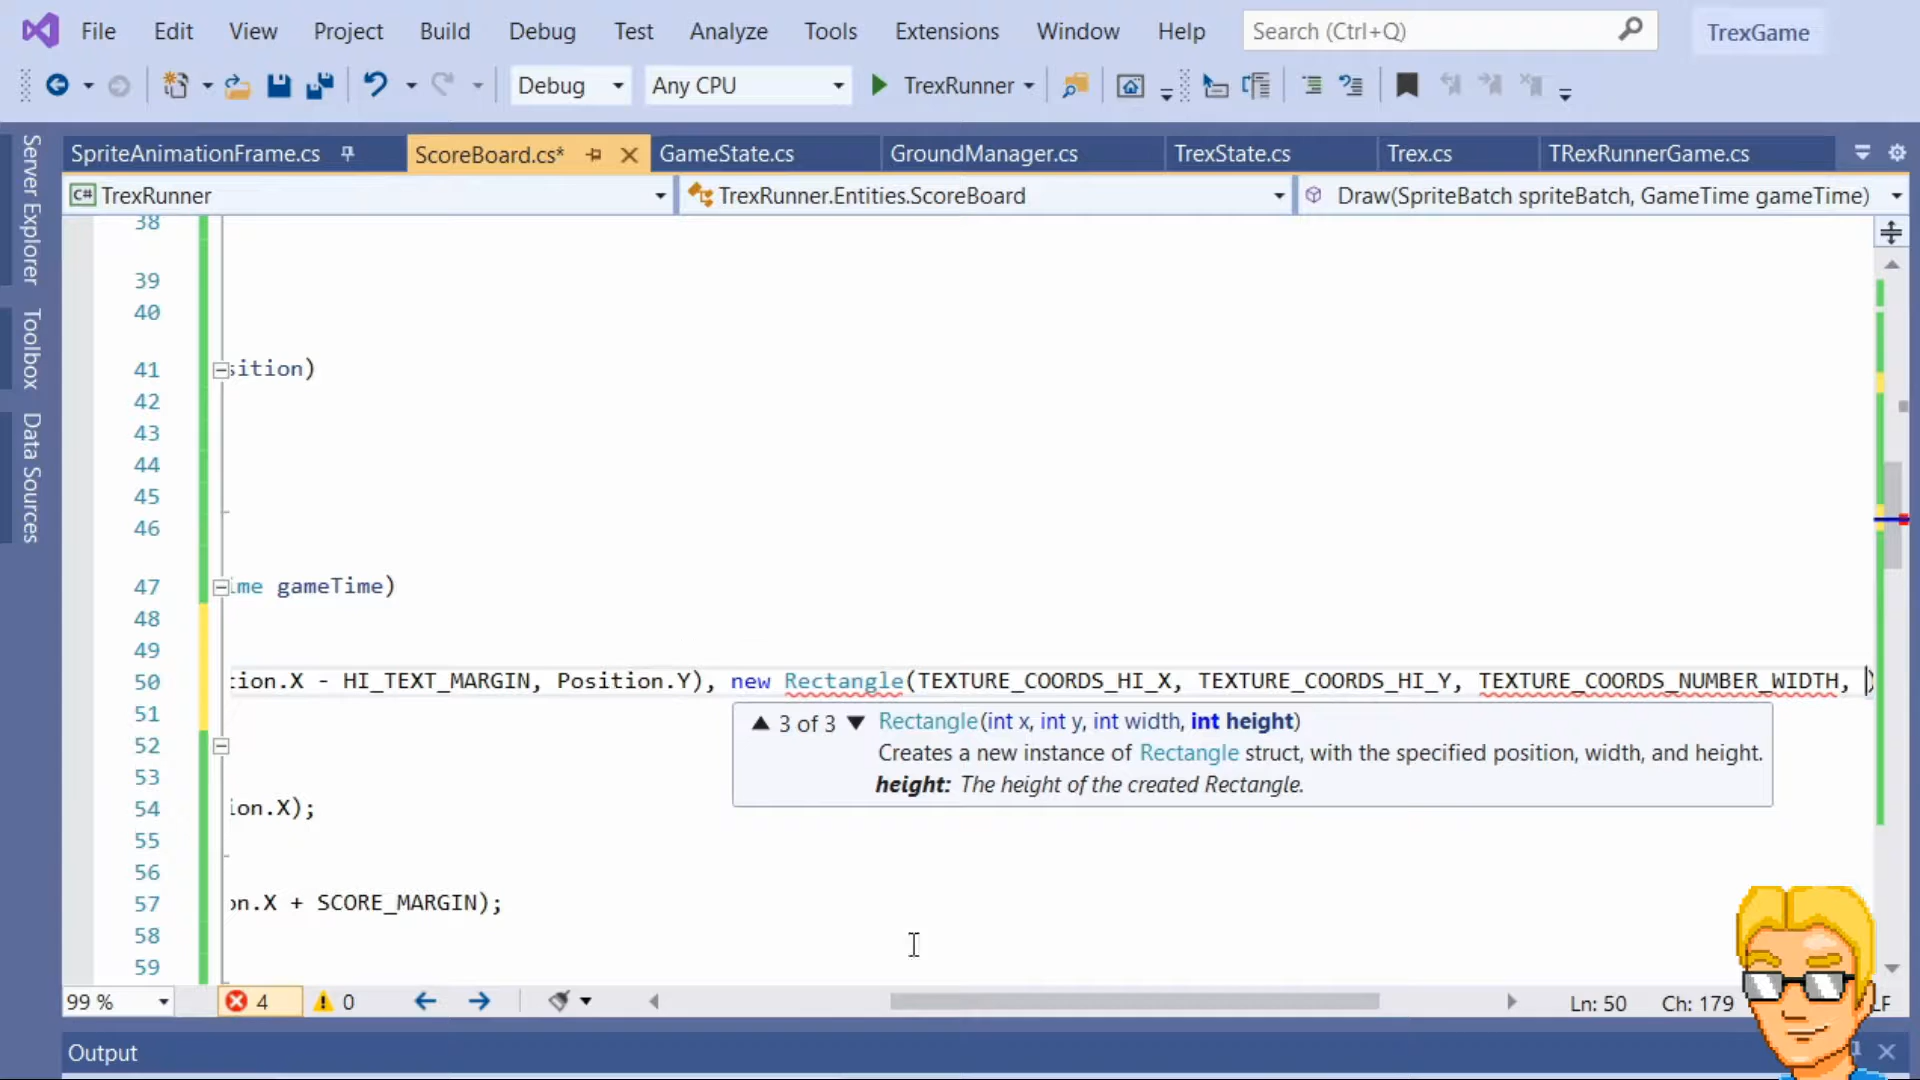 File Edit View Project Build Debug Test Analyze Tools Extensions Window Help Search (Ctrl+Q) TrexGame
Debug Any CPU TrexRunner
SpriteAnimationFrame.cs ScoreBoard.cs* GameState.cs GroundManager.cs TrexState.cs Trex.cs TRexRunnerGame.cs
C# TrexRunner TrexRunner.Entities.ScoreBoard Draw(SpriteBatch spriteBatch, GameTime gameTime)
Server Explorer
Toolbox
Data Sources
38
39
40
41 sition)
42
43
44
45
46
47 ime gameTime)
48
49
50 tion.X - HI_TEXT_MARGIN, Position.Y), new Rectangle(TEXTURE_COORDS_HI_X, TEXTURE_COORDS_HI_Y, TEXTURE_COORDS_NUMBER_WIDTH, )
51
▲ 3 of 3 ▼ Rectangle(int x, int y, int width, int height)
Creates a new instance of Rectangle struct, with the specified position, width, and height.
height: The height of the created Rectangle.
52
53
54 ion.X);
55
56
57 on.X + SCORE_MARGIN);
58
59
99 % 4 0 Ln: 50 Ch: 179 LF
Output